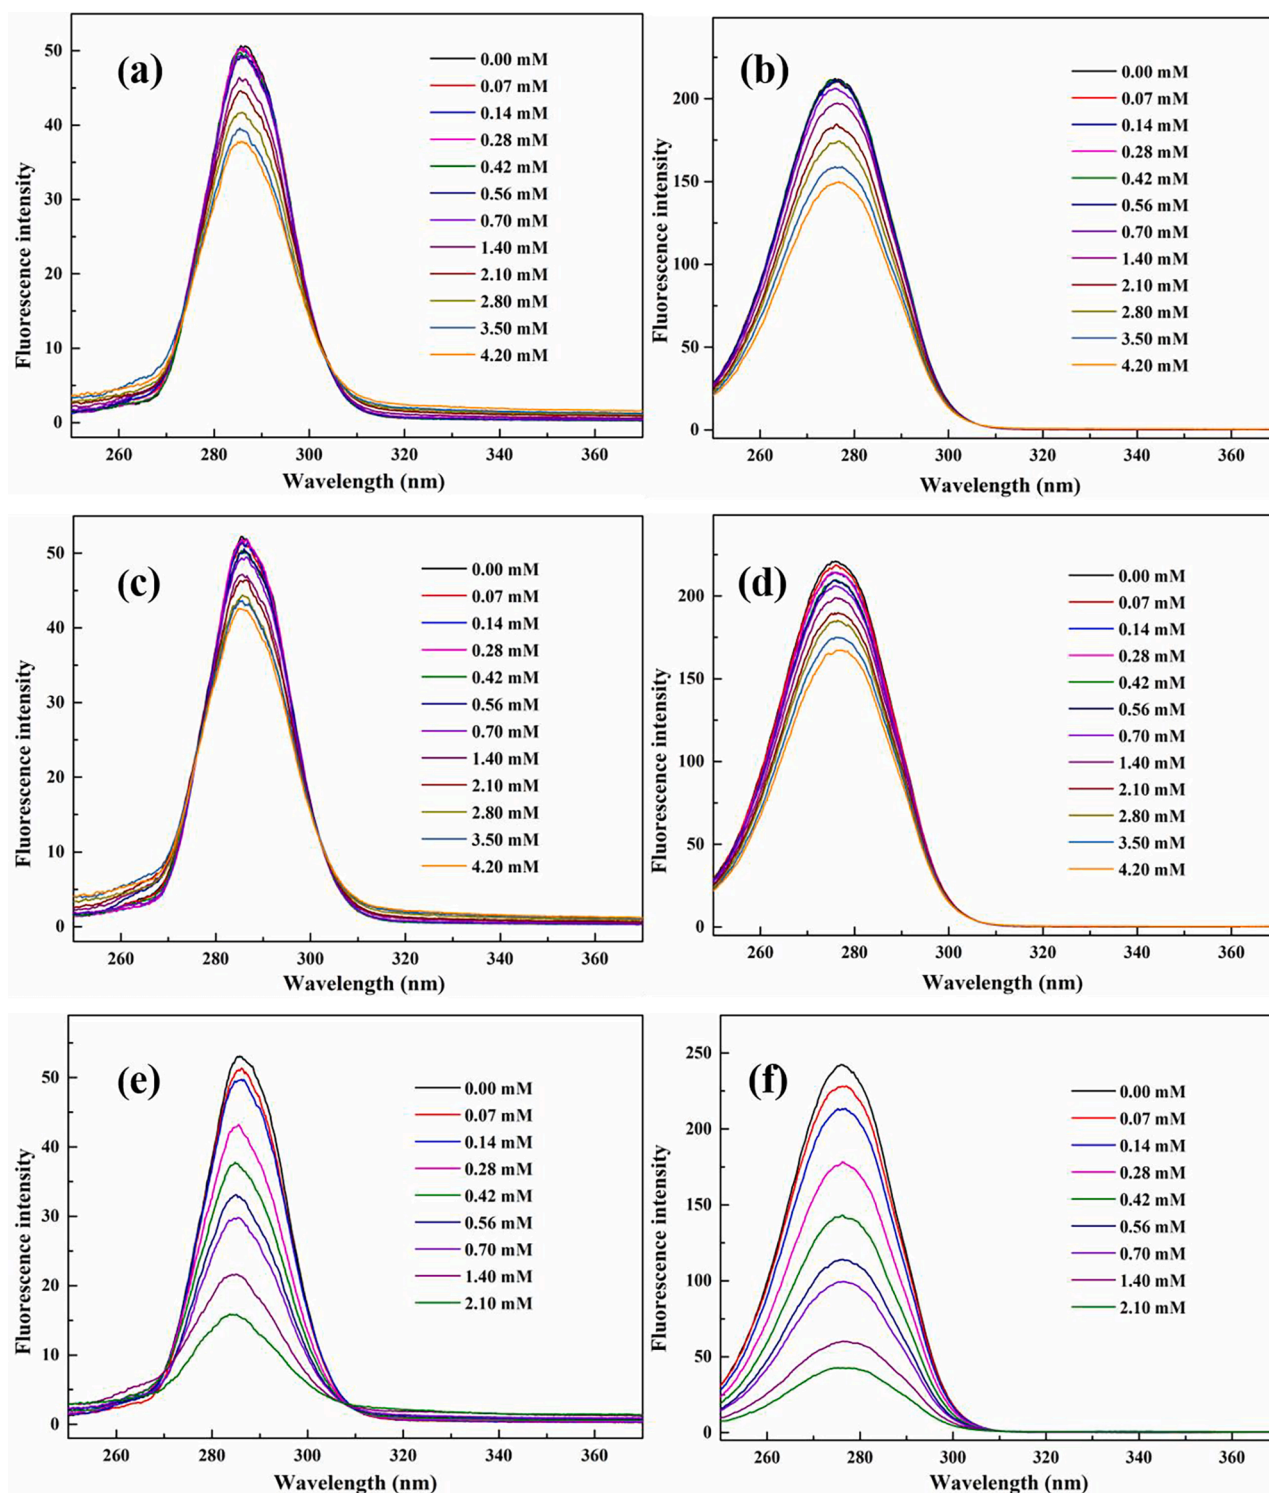 (a)
50
40
30
20
10
0
Fluorescence intensity
0.00 mM
0.07 mM
0.14 mM
0.28 mM
0.42 mM
0.56 mM
0.70 mM
1.40 mM
2.10 mM
2.80 mM
3.50 mM
4.20 mM
260 280 300 320 340 360
Wavelength (nm)
(b)
200
150
100
50
0
Fluorescence intensity
0.00 mM
0.07 mM
0.14 mM
0.28 mM
0.42 mM
0.56 mM
0.70 mM
1.40 mM
2.10 mM
2.80 mM
3.50 mM
4.20 mM
260 280 300 320 340 360
Wavelength (nm)
(c)
50
40
30
20
10
0
Fluorescence intensity
0.00 mM
0.07 mM
0.14 mM
0.28 mM
0.42 mM
0.56 mM
0.70 mM
1.40 mM
2.10 mM
2.80 mM
3.50 mM
4.20 mM
260 280 300 320 340 360
Wavelength (nm)
(d)
200
150
100
50
0
Fluorescence intensity
0.00 mM
0.07 mM
0.14 mM
0.28 mM
0.42 mM
0.56 mM
0.70 mM
1.40 mM
2.10 mM
2.80 mM
3.50 mM
4.20 mM
260 280 300 320 340 360
Wavelength (nm)
(e)
50
40
30
20
10
0
Fluorescence intensity
0.00 mM
0.07 mM
0.14 mM
0.28 mM
0.42 mM
0.56 mM
0.70 mM
1.40 mM
2.10 mM
260 280 300 320 340 360
Wavelength (nm)
(f)
250
200
150
100
50
0
Fluorescence intensity
0.00 mM
0.07 mM
0.14 mM
0.28 mM
0.42 mM
0.56 mM
0.70 mM
1.40 mM
2.10 mM
260 280 300 320 340 360
Wavelength (nm)